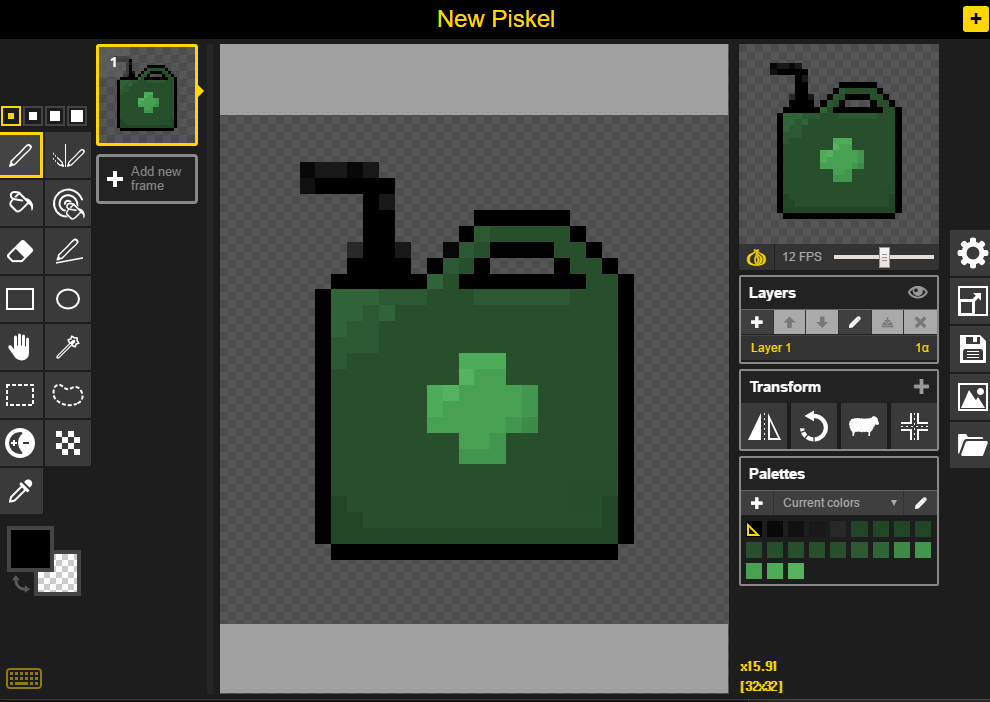 New Piskel
1
Add new
frame
12 FPS
Layers
Layer 1
1α
Transform
Palettes
Current colors
x15.91
[32x32]